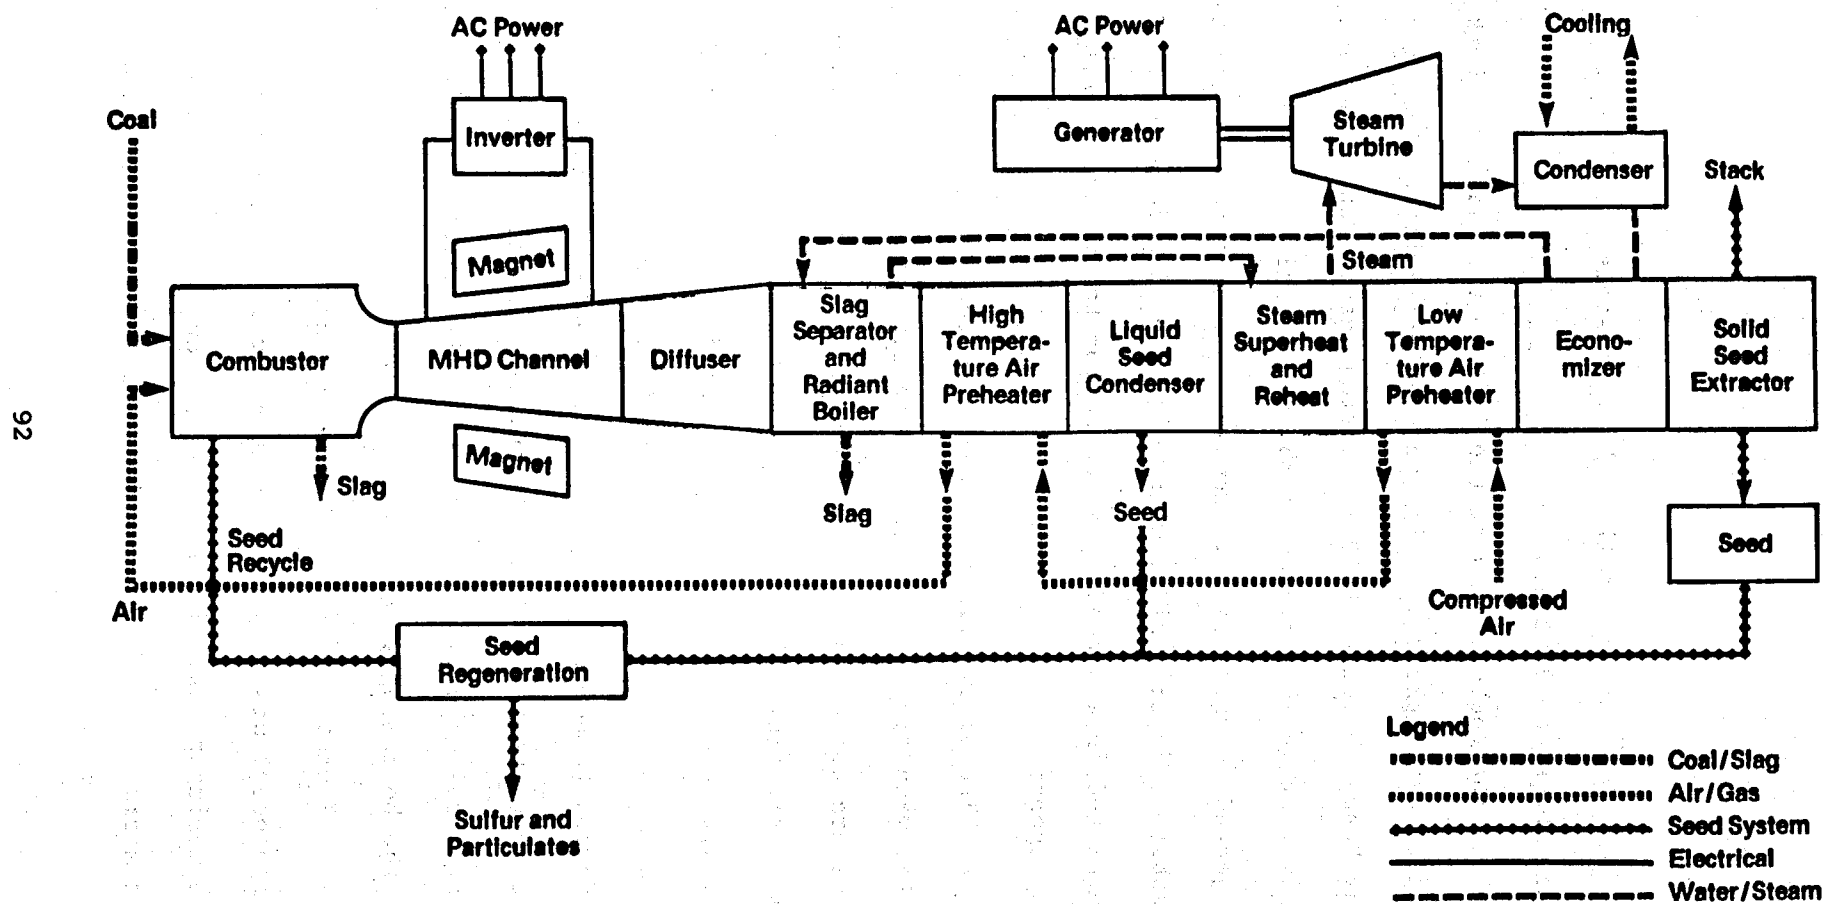 AC Power
AC Power
Cooling
Coal
Inverter
Generator
Steam
Turbine
Condenser
Stack
Magnet
Steam
Combustor
MHD Channel
Diffuser
Slag
Separator
and
Radiant
Boiler
High
Tempera-
ture Air
Preheater
Liquid
Seed
Condenser
Steam
Superheat
and
Reheat
Low
Tempera-
ture Air
Preheater
Econo-
mizer
Solid
Seed
Extractor
92
Magnet
Slag
Slag
Seed
Seed
Recycle
Seed
Air
Compressed
Air
Seed
Regeneration
Sulfur and
Particulates
Legend
Coal/Slag
Air/Gas
Seed System
Electrical
Water/Steam